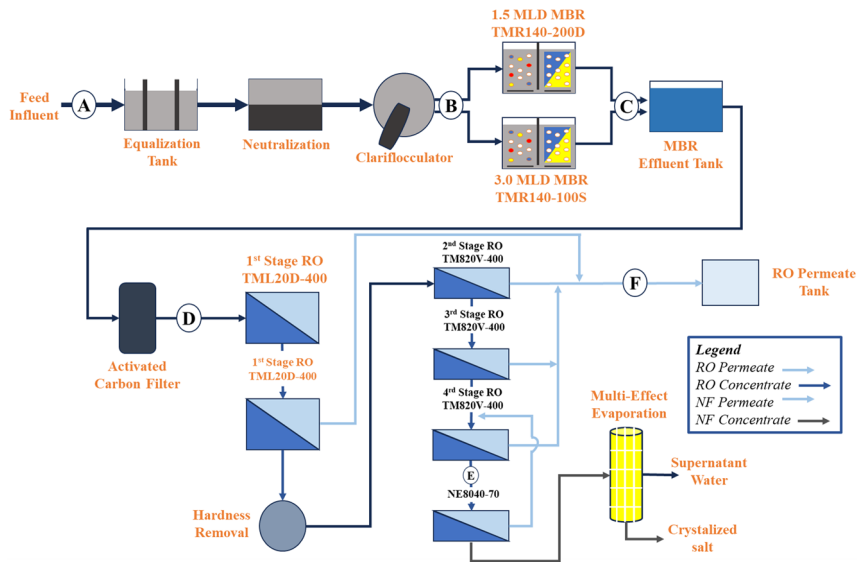 1.5 MLD MBR
TMR140-200D
Feed
Influent
A
B
C
Equalization
Tank
Neutralization
Clariflocculator
3.0 MLD MBR
TMR140-100S
MBR
Effluent Tank
1st Stage RO
TML20D-400
2nd Stage RO
TM820V-400
F
RO Permeate
Tank
D
3rd Stage RO
TM820V-400
1st Stage RO
TML20D-400
Activated
Carbon Filter
4rd Stage RO
TM820V-400
Legend
RO Permeate
RO Concentrate
NF Permeate
NF Concentrate
Multi-Effect
Evaporation
E
NE8040-70
Supernatant
Water
Hardness
Removal
Crystalized
salt